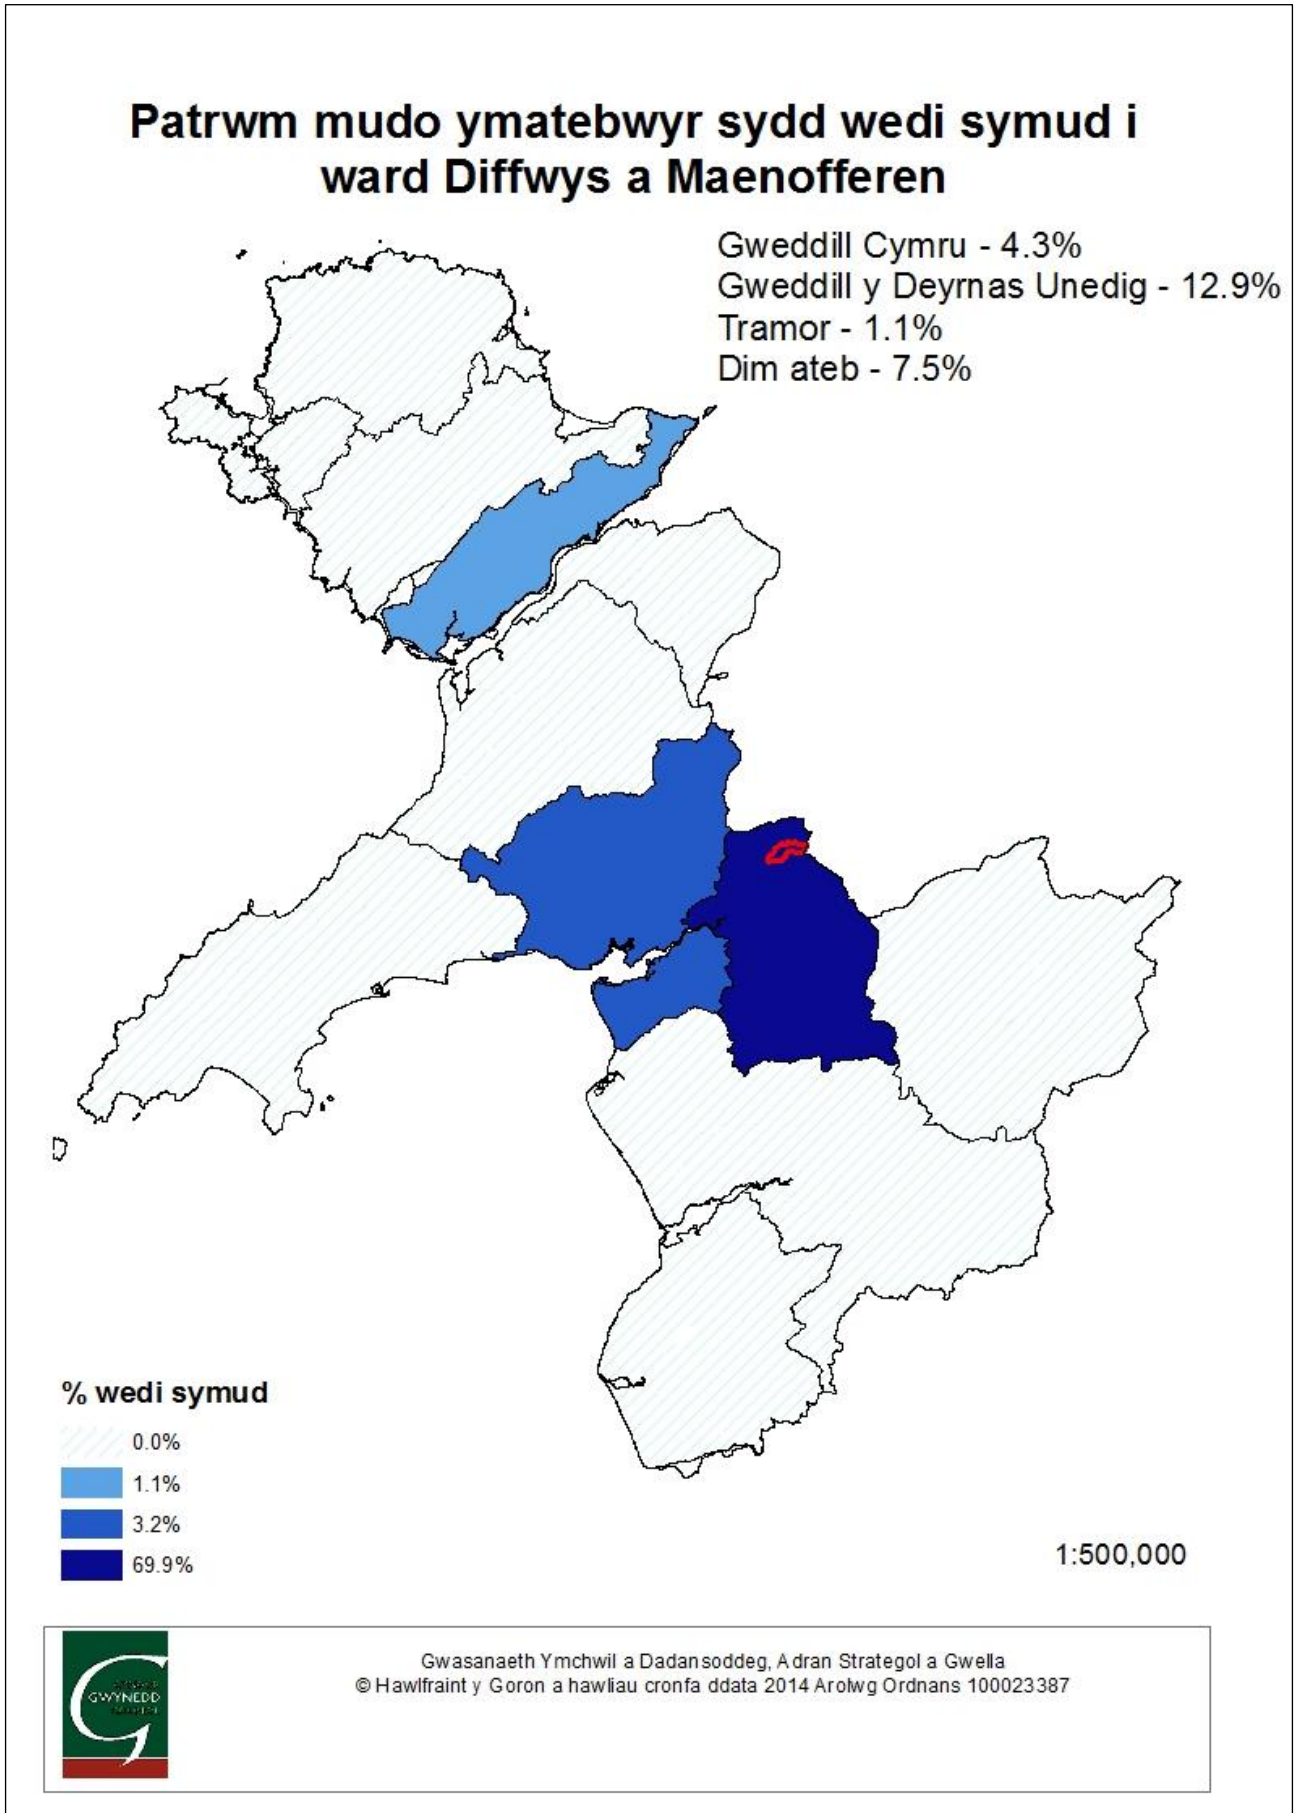 Patrwm mudo ymatebwyr sydd wedi symud i
ward Diffwys a Maenofferen
Gweddill Cymru - 4.3%
Gweddill y Deyrnas Unedig - 12.9%
Tramor - 1.1%
Dim ateb - 7.5%
% wedi symud
0.0%
1.1%
3.2%
69.9%
1:500,000
GWYNEDD
Gwasanaeth Ymchwil a Dadansoddeg, Adran Strategol a Gwella
© Hawlfraint y Goron a hawliau cronfa ddata 2014 Arolwg Ordnans 100023387